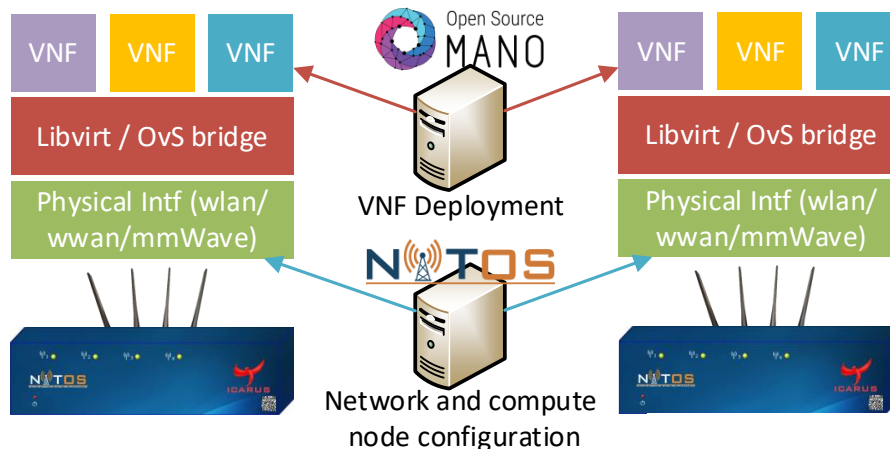 VNF
VNF
VNF
Libvirt / OvS bridge
Physical Intf (wlan/
wwan/mmWave)
NITOS
ICARUS
Open Source
MANO
VNF Deployment
NITOS
Network and compute
node configuration
VNF
VNF
VNF
Libvirt / OvS bridge
Physical Intf (wlan/
wwan/mmWave)
NITOS
ICARUS